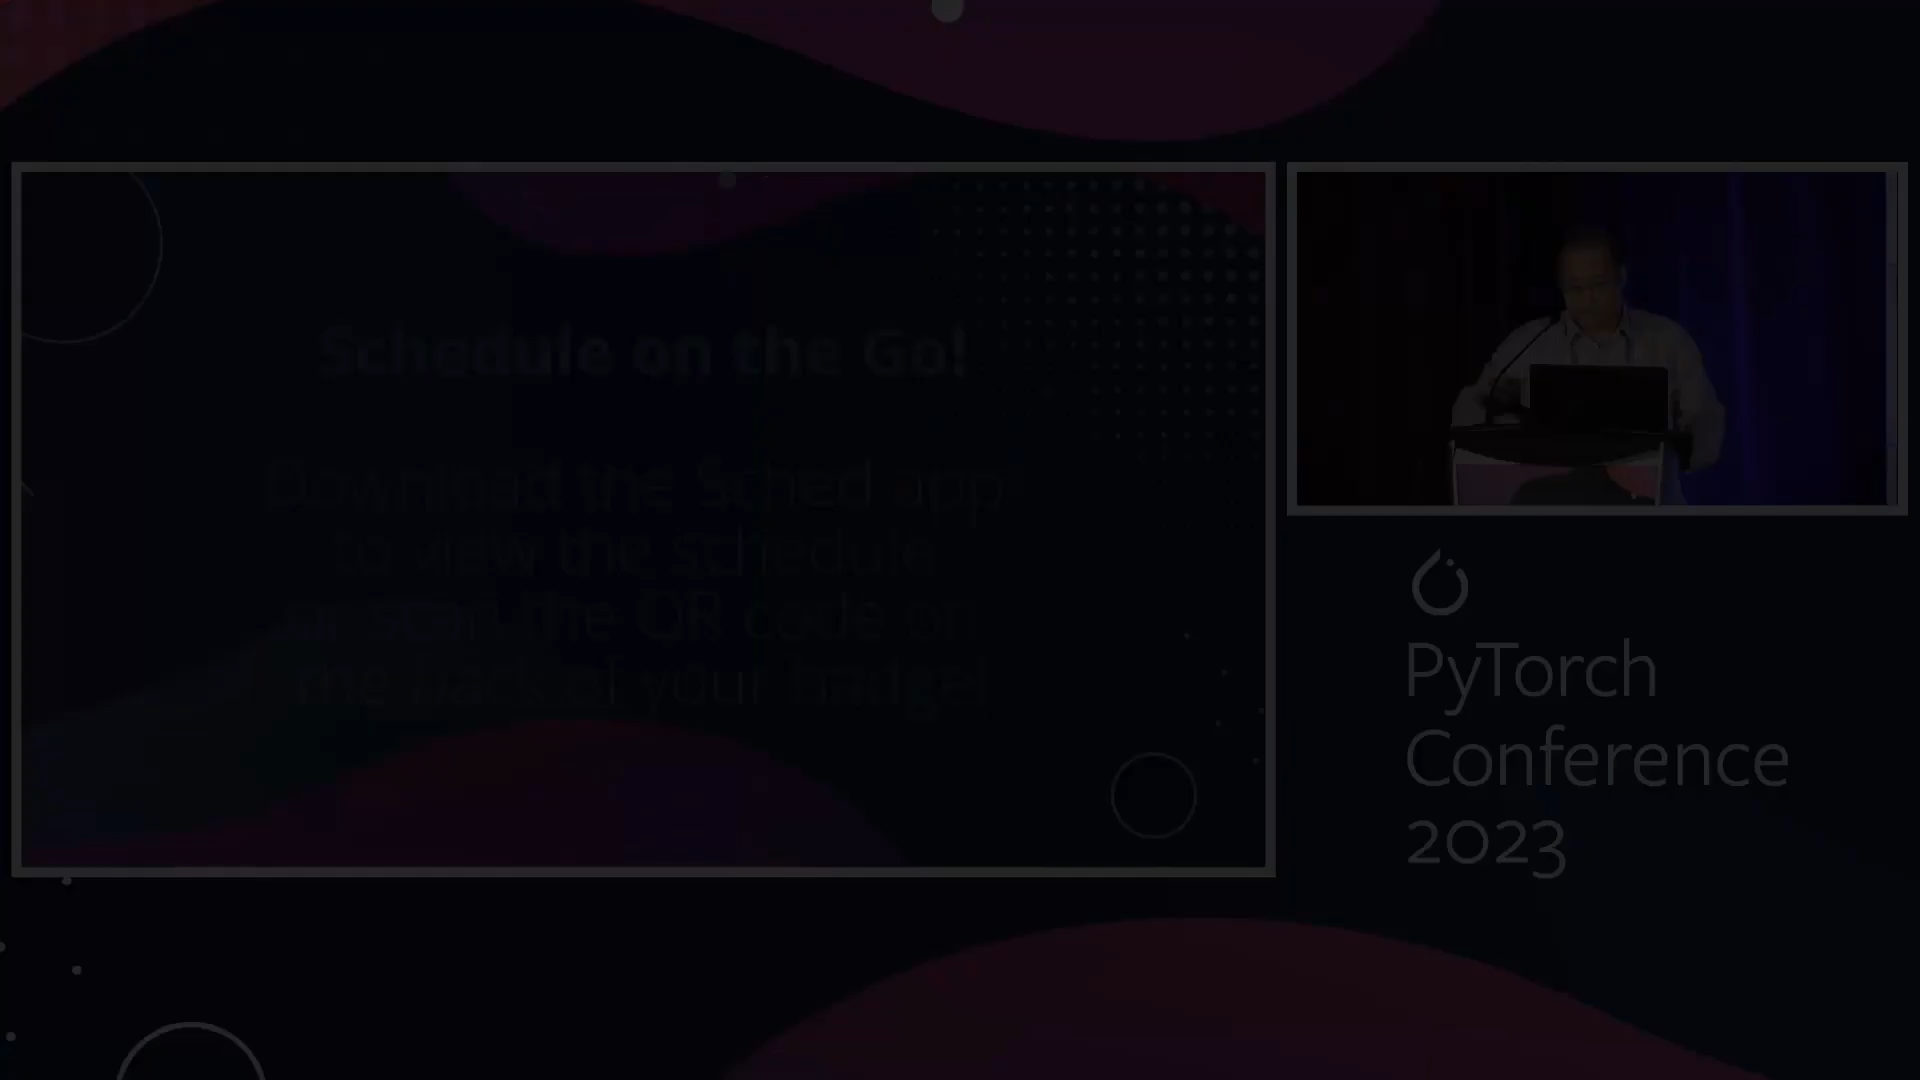 Schedule on the Go!
Download the Sched app
to view the schedule
or scan the QR code on
the back of your badge!
PyTorch
Conference
2023